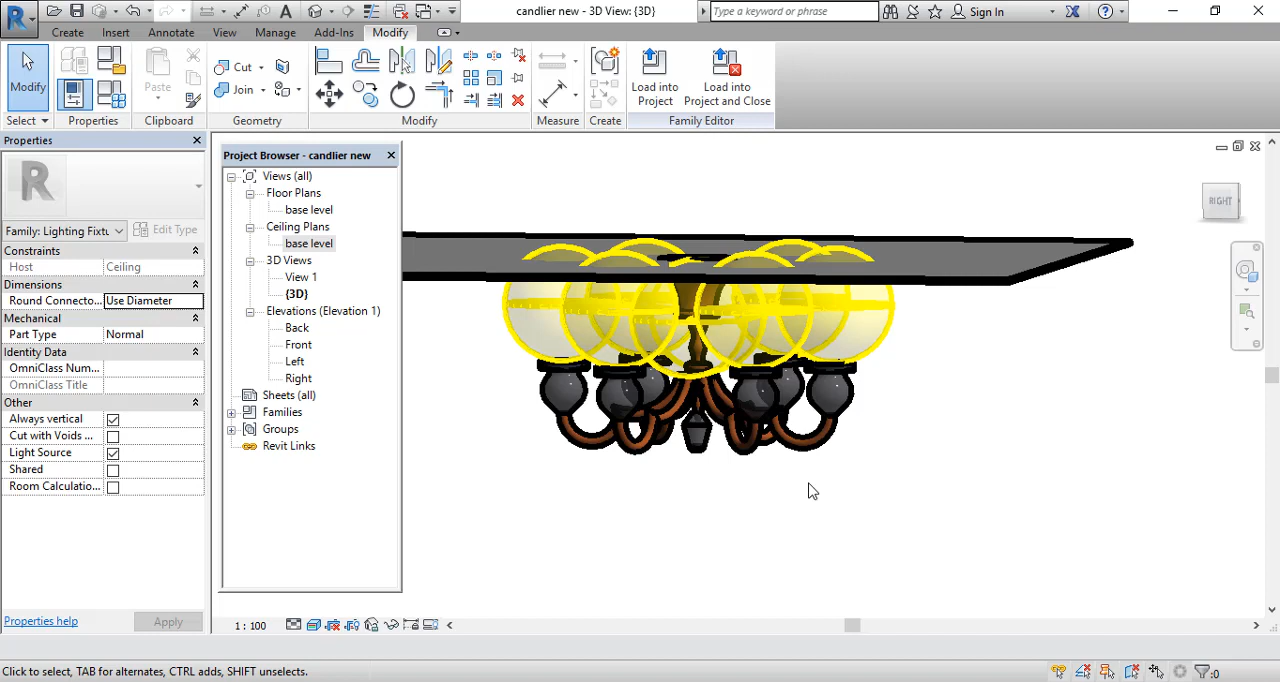 candlier new - 3D View: {3D}
Type a keyword or phrase
Sign In
Create Insert Annotate View Manage Add-Ins Modify
Modify
Paste
Cut
Join
Load into Project
Load into Project and Close
Select Properties Clipboard Geometry Modify Measure Create Family Editor
Properties
R
Family: Lighting Fixtu
Edit Type
Constraints
Host Ceiling
Dimensions
Round Connecto... Use Diameter
Mechanical
Part Type Normal
Identity Data
OmniClass Num...
OmniClass Title
Other
Always vertical
Cut with Voids ...
Light Source
Shared
Room Calculatio...
Properties help
Apply
Project Browser - candlier new
Views (all)
Floor Plans
base level
Ceiling Plans
base level
3D Views
View 1
{3D}
Elevations (Elevation 1)
Back
Front
Left
Right
Sheets (all)
Families
Groups
Revit Links
RIGHT
1 : 100
Click to select, TAB for alternates, CTRL adds, SHIFT unselects.
:0